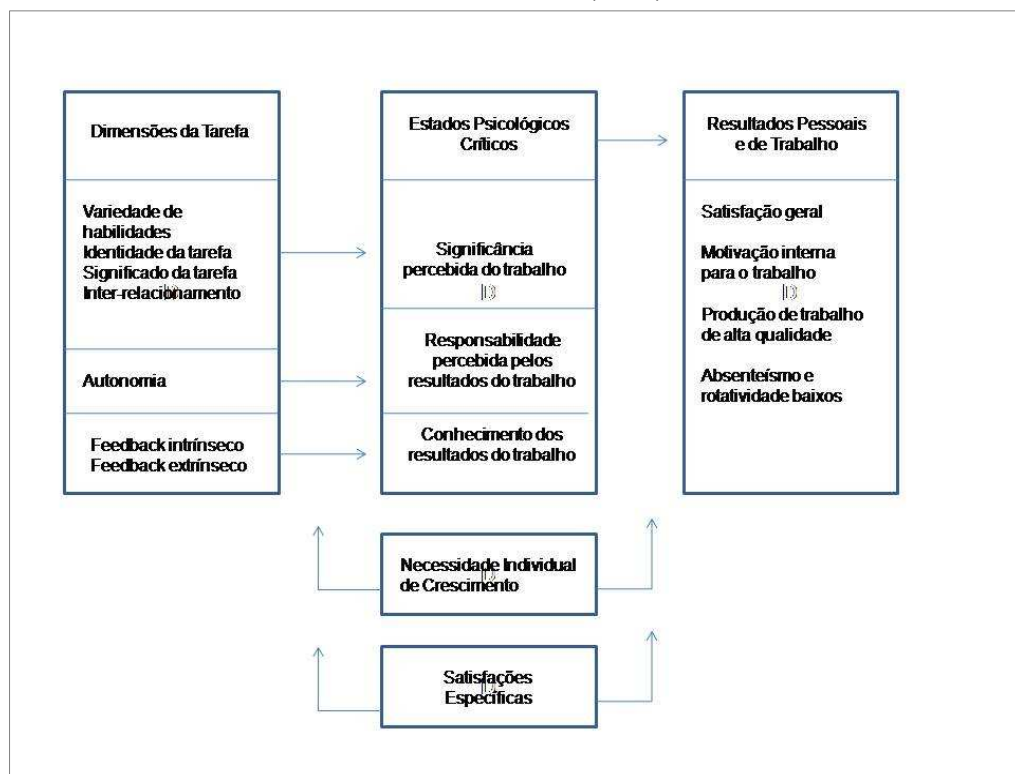 Dimensões da Tarefa
Variedade de
habilidades
Identidade da tarefa
Significado da tarefa
Inter-relacionamento
Autonomia
Feedback intrínseco
Feedback extrínseco
Estados Psicológicos
Críticos
Significância
percebida do trabalho
Responsabilidade
percebida pelos
resultados do trabalho
Conhecimento dos
resultados do trabalho
Resultados Pessoais
e de Trabalho
Satisfação geral
Motivação interna
para o trabalho
Produção de trabalho
de alta qualidade
Absenteísmo e
rotatividade baixos
Necessidade Individual
de Crescimento
Satisfações
Específicas